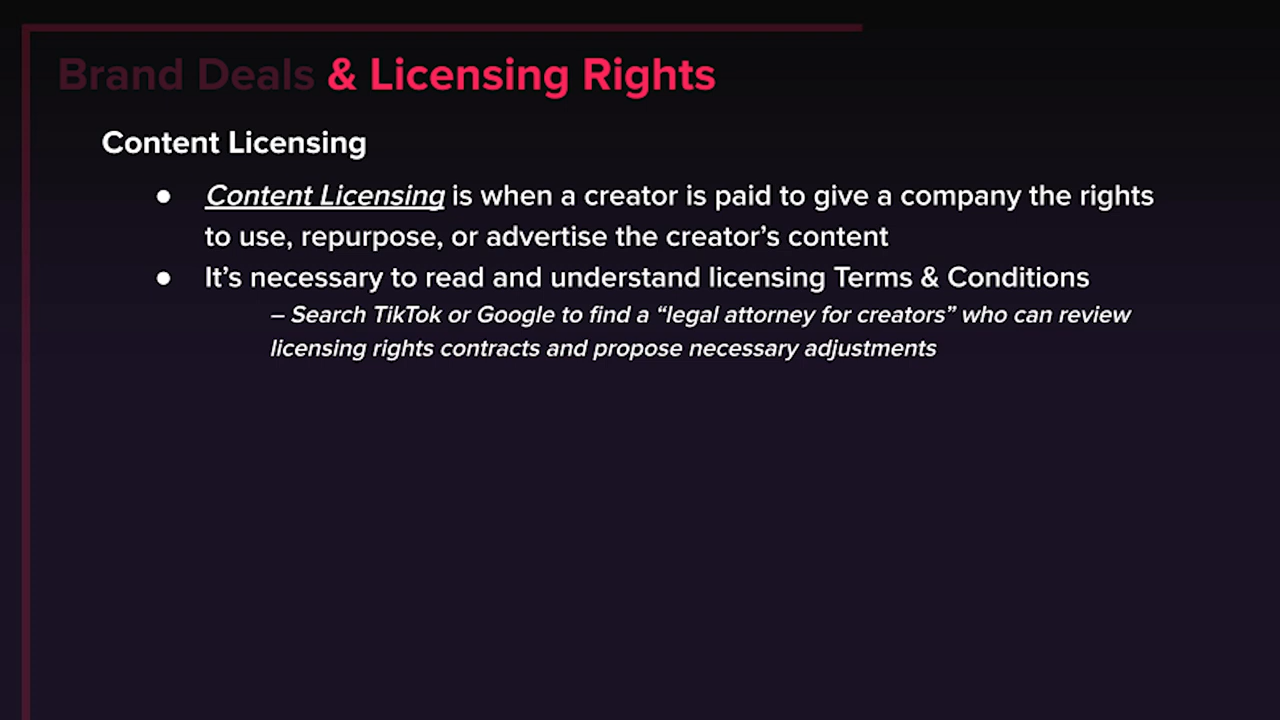 Brand Deals & Licensing Rights
Content Licensing
● Content Licensing is when a creator is paid to give a company the rights
to use, repurpose, or advertise the creator’s content
● It’s necessary to read and understand licensing Terms & Conditions
– Search TikTok or Google to find a “legal attorney for creators” who can review
licensing rights contracts and propose necessary adjustments